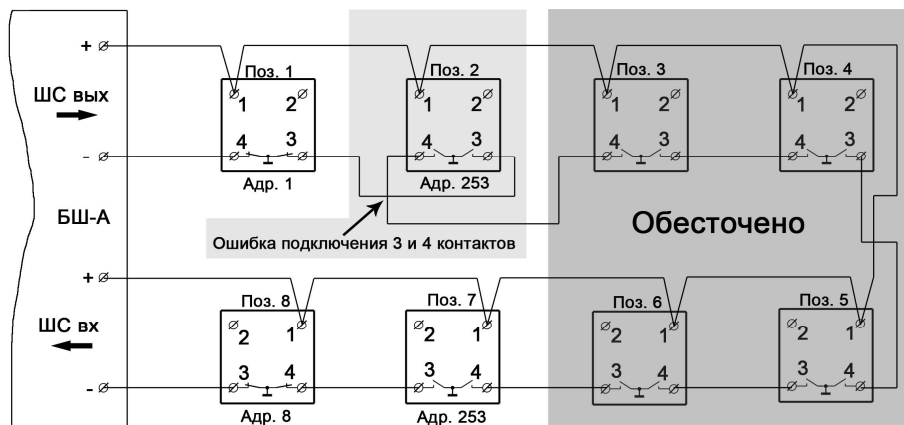 +
ШС вых
-
БШ-А
+
ШС вх
-
Поз. 1
1 2
4 3
Адр. 1
Поз. 2
1 2
4 3
Адр. 253
Поз. 3
1 2
4 3
Поз. 4
1 2
4 3
Ошибка подключения 3 и 4 контактов
Обесточено
Поз. 8
2 1
3 4
Адр. 8
Поз. 7
2 1
3 4
Адр. 253
Поз. 6
2 1
3 4
Поз. 5
2 1
3 4